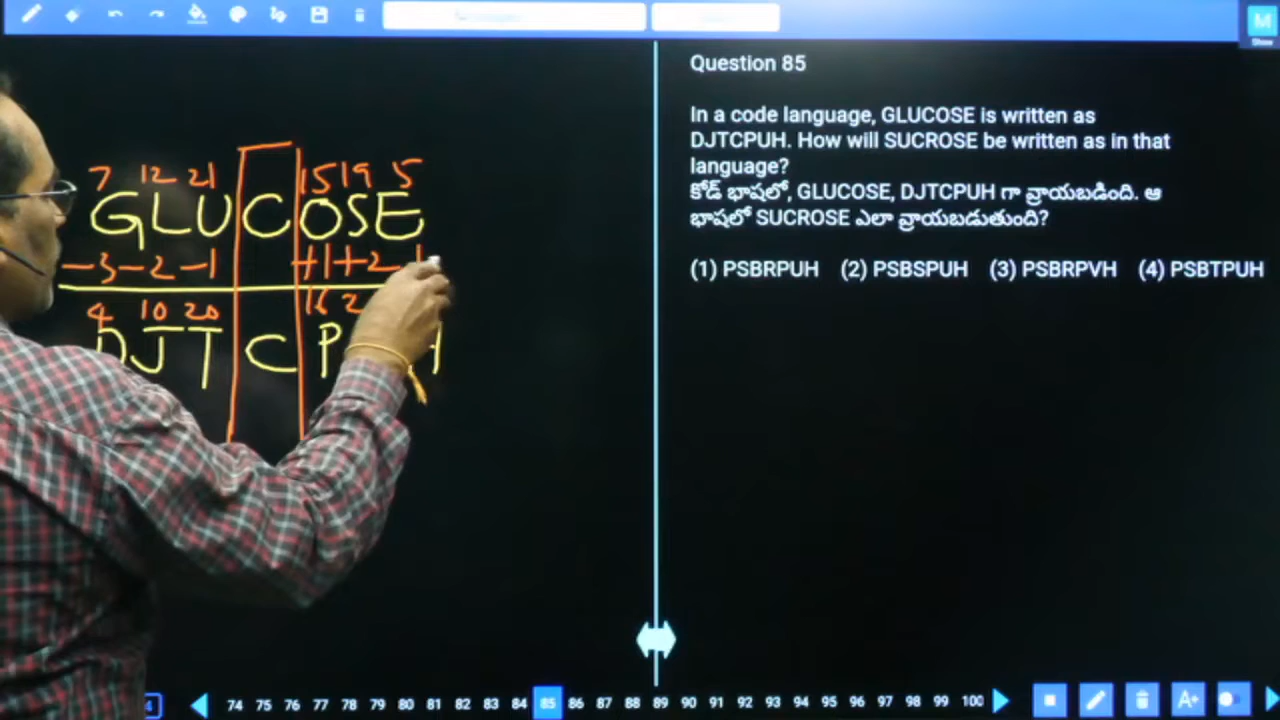 M
Show
Question 85
In a code language, GLUCOSE is written as
DJTCPUH. How will SUCROSE be written as in that
language?
కోడ్ భాషలో, GLUCOSE, DJTCPUH గా వ్రాయబడింది. ఆ
భాషలో SUCROSE ఎలా వ్రాయబడుతుంది?
(1) PSBRPUH (2) PSBSPUH (3) PSBRPVH (4) PSBTPUH
7 12 21 15 19 5
GLUCOSE
-3 -2 -1 +1 +2
4 10 20 16 2
DJTCP H
74 75 76 77 78 79 80 81 82 83 84 85 86 87 88 89 90 91 92 93 94 95 96 97 98 99 100
A+